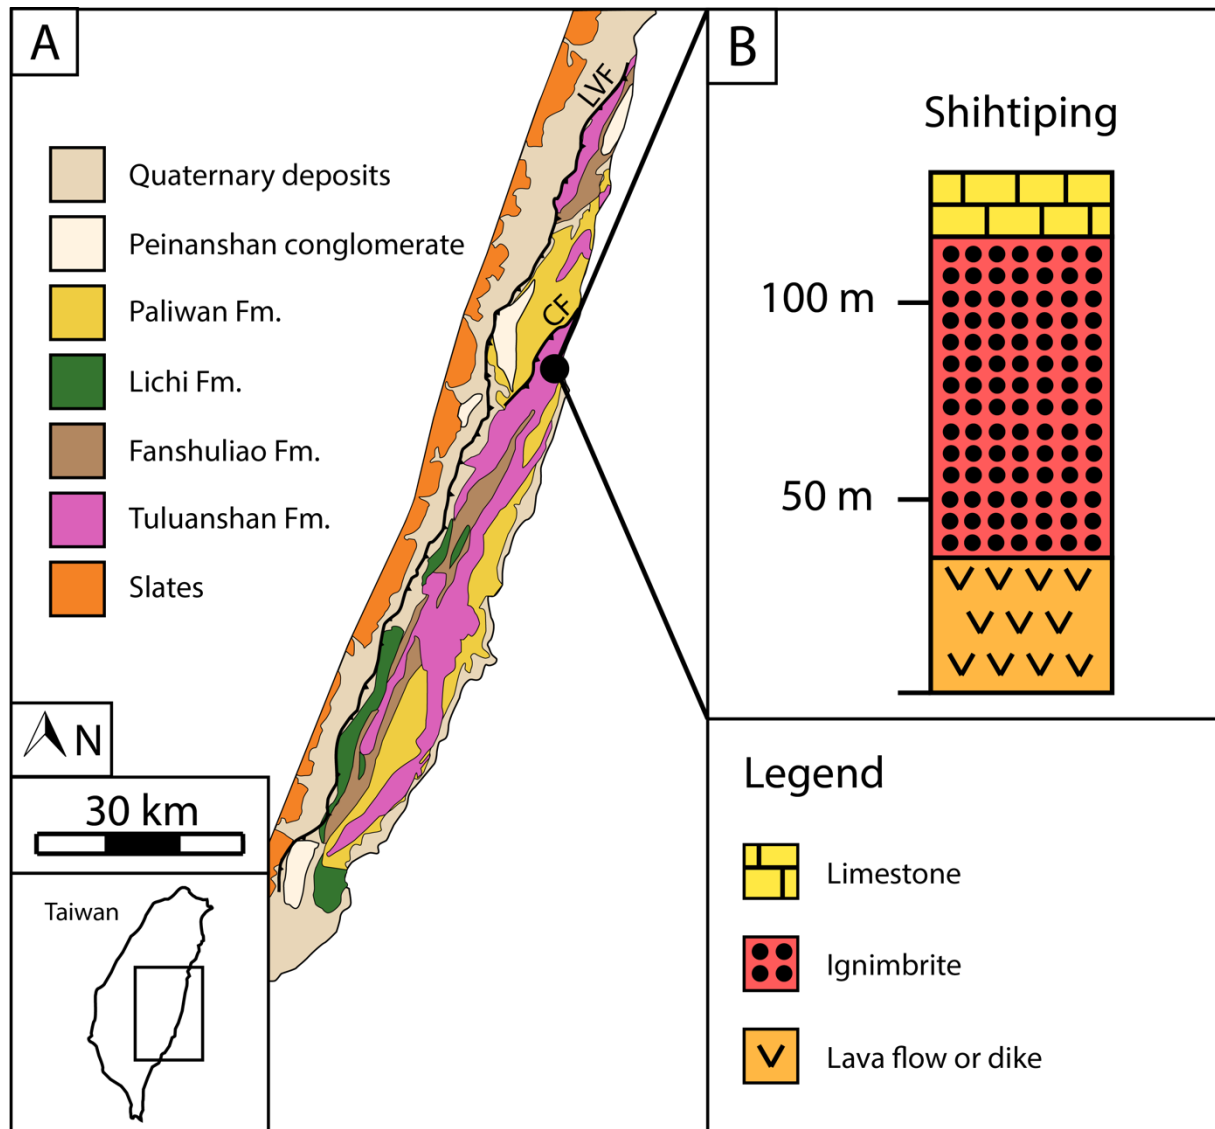 A
Quaternary deposits
Peinanshan conglomerate
Paliwan Fm.
Lichi Fm.
Fanshuliao Fm.
Tuluanshan Fm.
Slates
LVF
CF
N
30 km
Taiwan
B
Shihtiping
100 m
50 m
Legend
Limestone
Ignimbrite
Lava flow or dike